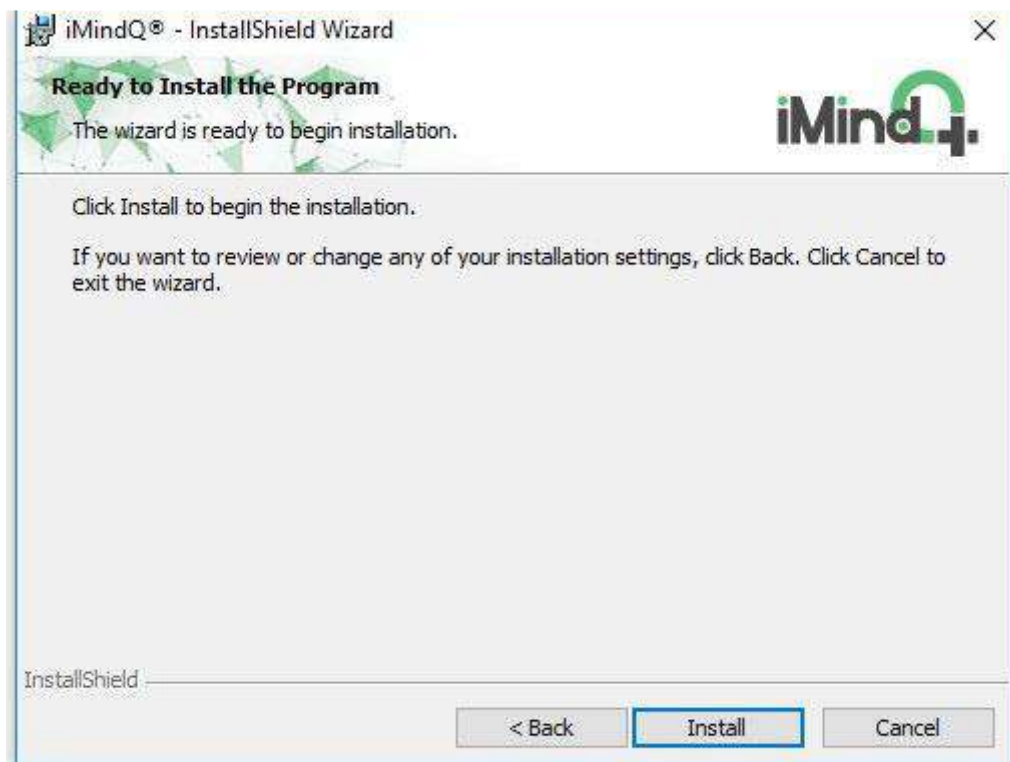 iMindQ® - InstallShield Wizard
Ready to Install the Program
The wizard is ready to begin installation.
iMindQ
Click Install to begin the installation.
If you want to review or change any of your installation settings, click Back. Click Cancel to
exit the wizard.
InstallShield
< Back
Install
Cancel